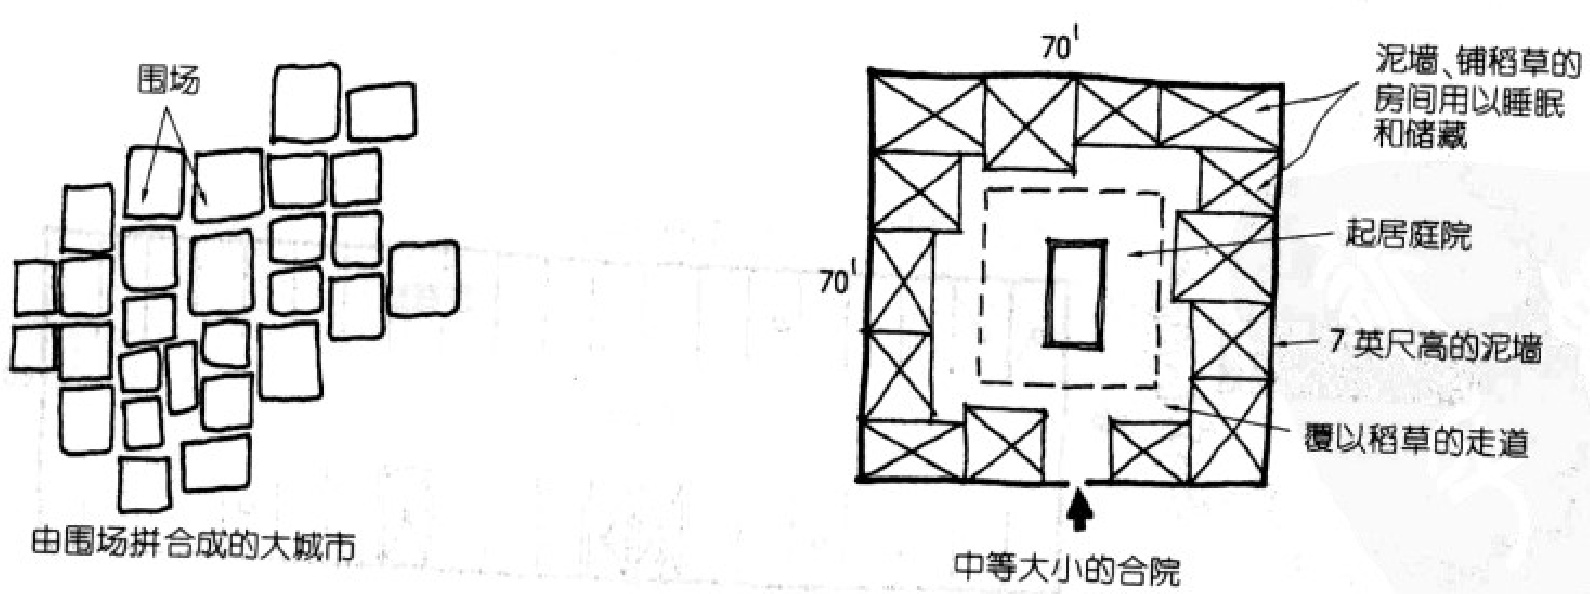 围场
由围场拼合成的大城市
70'
70'
泥墙、铺稻草的
房间用以睡眠
和储藏
起居庭院
7英尺高的泥墙
覆以稻草的走道
中等大小的合院